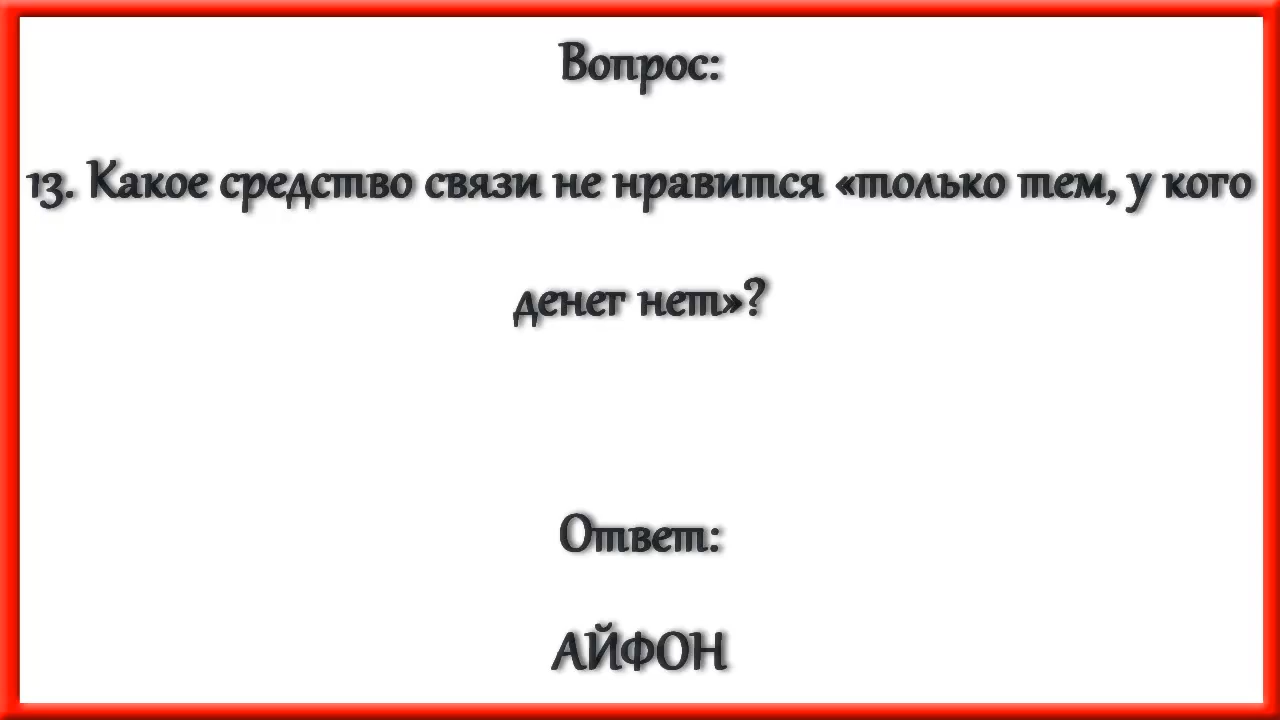 Вопрос:
13. Какое средство связи не нравится «только тем, у кого
денег нет»?
Ответ:
АЙФОН